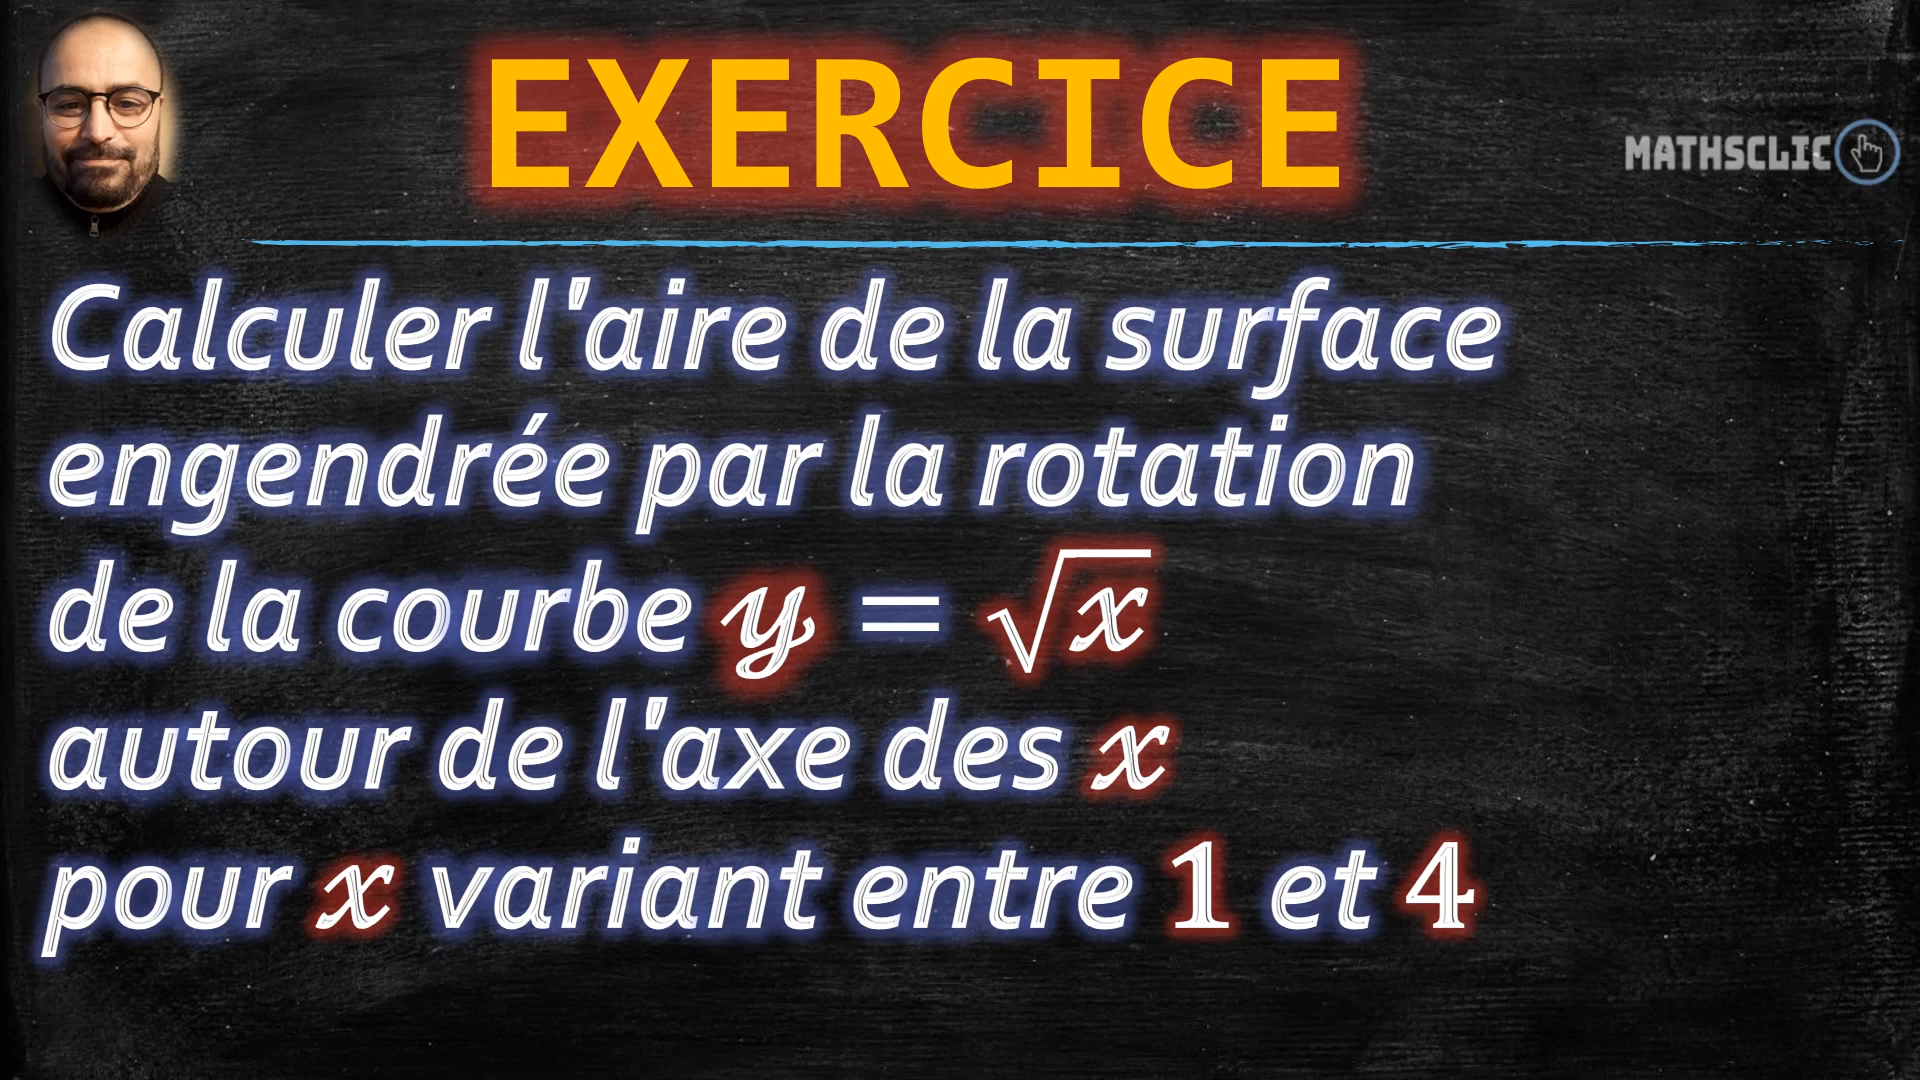 EXERCICE
MATHSCLIC
Calculer l'aire de la surface
engendrée par la rotation
de la courbe 𝓎 = √𝓍
autour de l'axe des 𝓍
pour 𝓍 variant entre 1 et 4